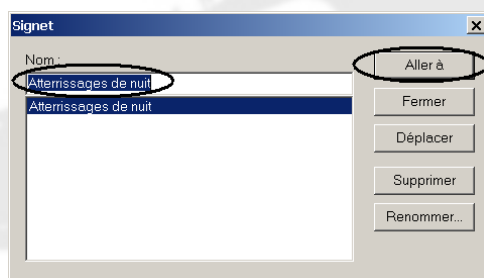 Signet
Nom :
Atterrissages de nuit
Atterrissages de nuit
Aller à
Fermer
Déplacer
Supprimer
Renommer...